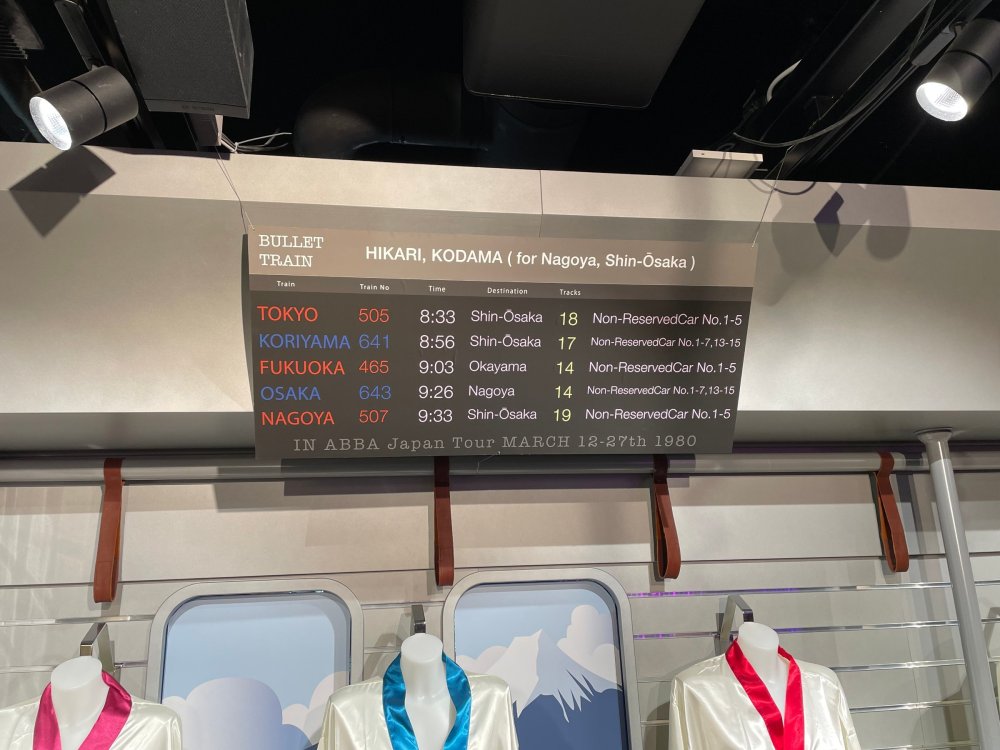 BULLET
TRAIN
HIKARI, KODAMA ( for Nagoya, Shin-Ōsaka )
Train Train No Time Destination Tracks
TOKYO 505 8:33 Shin-Ōsaka 18 Non-ReservedCar No.1-5
KORIYAMA 641 8:56 Shin-Ōsaka 17 Non-ReservedCar No.1-7,13-15
FUKUOKA 465 9:03 Okayama 14 Non-ReservedCar No.1-5
OSAKA 643 9:26 Nagoya 14 Non-ReservedCar No.1-7,13-15
NAGOYA 507 9:33 Shin-Ōsaka 19 Non-ReservedCar No.1-5
IN ABBA Japan Tour MARCH 12-27th 1980